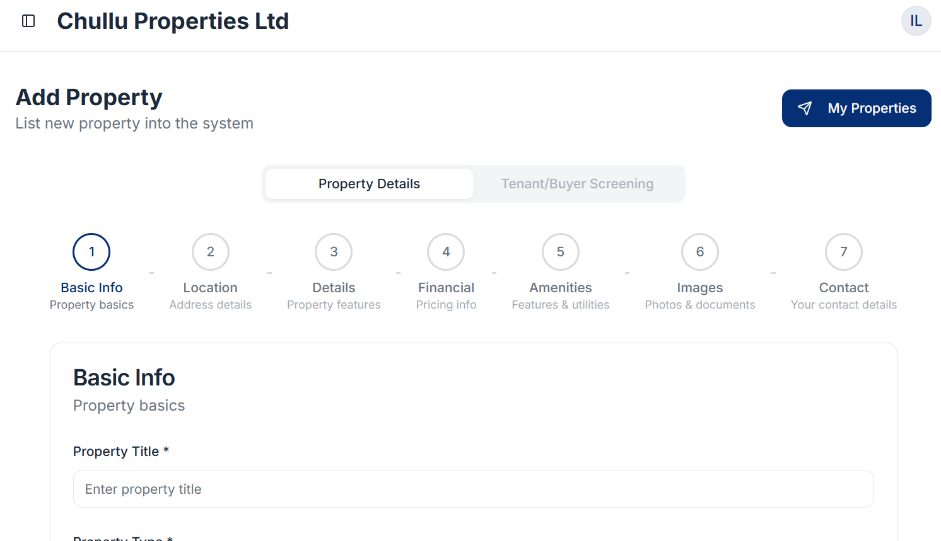 Chullu Properties Ltd
IL
Add Property
List new property into the system
My Properties
Property Details
Tenant/Buyer Screening
1
2
3
4
5
6
7
Basic Info
Location
Details
Financial
Amenities
Images
Contact
Property basics
Address details
Property features
Pricing info
Features & utilities
Photos & documents
Your contact details
Basic Info
Property basics
Property Title *
Enter property title
Property Type *